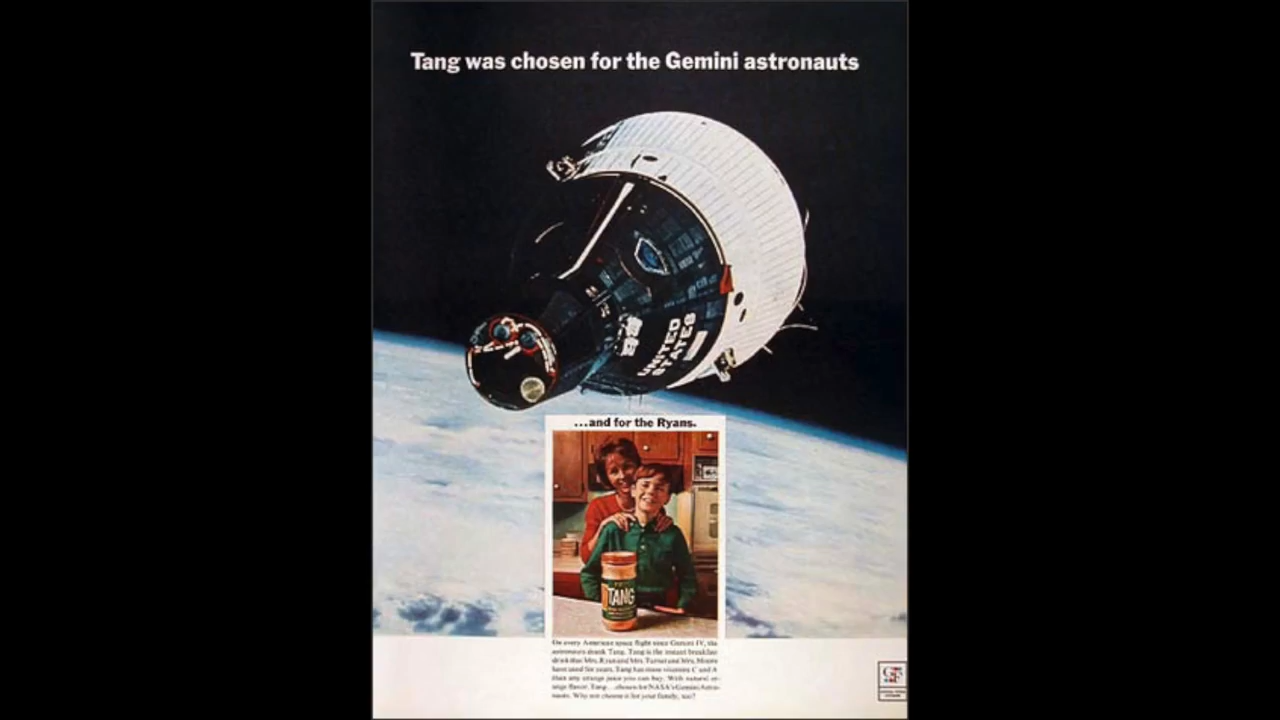 Tang was chosen for the Gemini astronauts
UNITED
STATES
...and for the Ryans.
TANG
On every American space flight since Gemini IV, the
astronauts drank Tang. Tang is the instant breakfast
drink that Mrs. Ryan and Mrs. Turner and Mrs. Moore
have used for years. Tang has more vitamins C and A
than any orange juice you can buy. With natural or-
ange flavor. Tang...chosen for NASA's Gemini Astro-
nauts. Why not choose it for your family, too?
GF